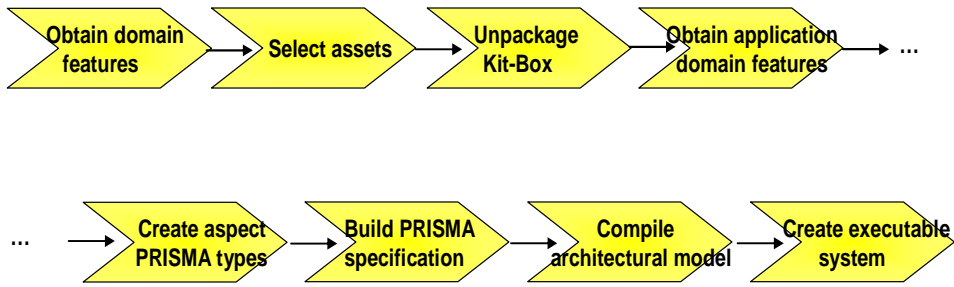 Obtain domain
features
Select assets
Unpackage
Kit-Box
Obtain application
domain features
...
...
Create aspect
PRISMA types
Build PRISMA
specification
Compile
architectural model
Create executable
system